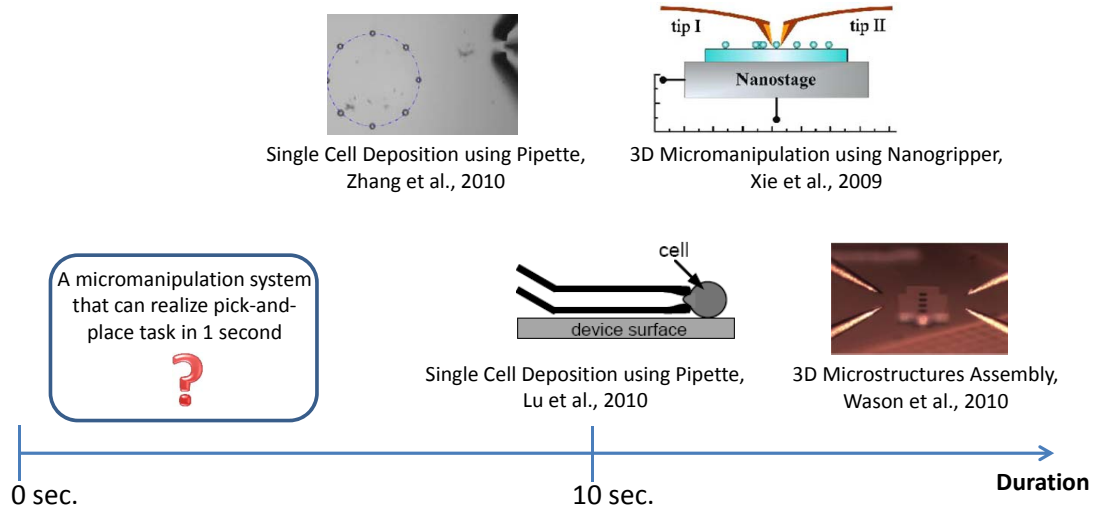 tip I
tip II
Nanostage
Single Cell Deposition using Pipette,
Zhang et al., 2010
3D Micromanipulation using Nanogripper,
Xie et al., 2009
A micromanipulation system
that can realize pick-and-
place task in 1 second
?
cell
device surface
Single Cell Deposition using Pipette,
Lu et al., 2010
3D Microstructures Assembly,
Wason et al., 2010
0 sec.
10 sec.
Duration